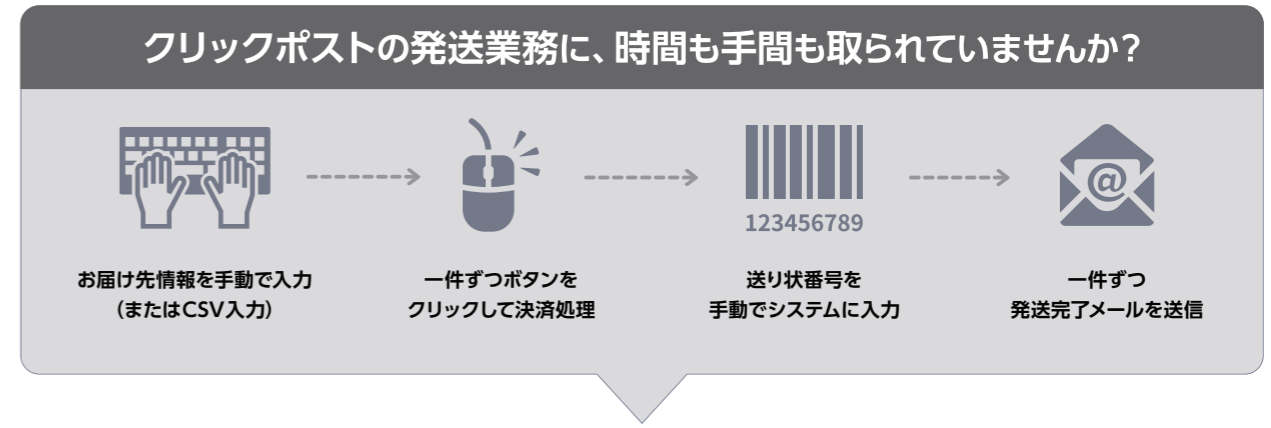 クリックポストの発送業務に、時間も手間も取られていませんか?
123456789
お届け先情報を手動で入力
(またはCSV入力)
一件ずつボタンを
クリックして決済処理
送り状番号を
手動でシステムに入力
一件ずつ
発送完了メールを送信
@